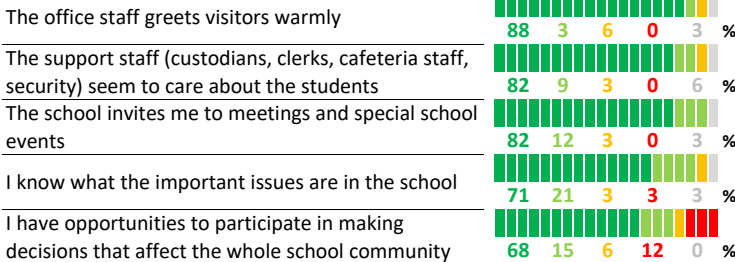 The office staff greets visitors warmly
88 3 6 0 3 %
The support staff (custodians, clerks, cafeteria staff,
security) seem to care about the students
82 9 3 0 6 %
The school invites me to meetings and special school
events
82 12 3 0 3 %
I know what the important issues are in the school
71 21 3 3 3 %
I have opportunities to participate in making
decisions that affect the whole school community
68 15 6 12 0 %